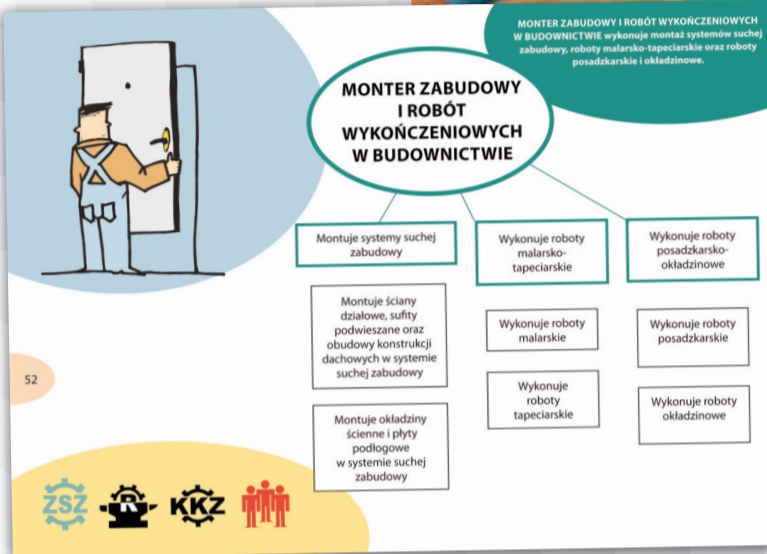 MONTER ZABUDOWY I ROBÓT WYKOŃCZENIOWYCH
W BUDOWNICTWIE wykonuje montaż systemów suchej
zabudowy, roboty malarsko-tapeciarskie oraz roboty
posadzkarskie i okładzinowe.
MONTER ZABUDOWY
I ROBÓT
WYKOŃCZENIOWYCH
W BUDOWNICTWIE
Montuje systemy suchej
zabudowy
Montuje ściany
działowe, sufity
podwieszane oraz
obudowy konstrukcji
dachowych w systemie
suchej zabudowy
Montuje okładziny
ścienne i płyty
podłogowe
w systemie suchej
zabudowy
Wykonuje roboty
malarsko-
tapeciarskie
Wykonuje roboty
malarskie
Wykonuje
roboty
tapeciarskie
Wykonuje roboty
posadzkarsko-
okładzinowe
Wykonuje roboty
posadzkarskie
Wykonuje roboty
okładzinowe
52
ZSZ
R
KKZ